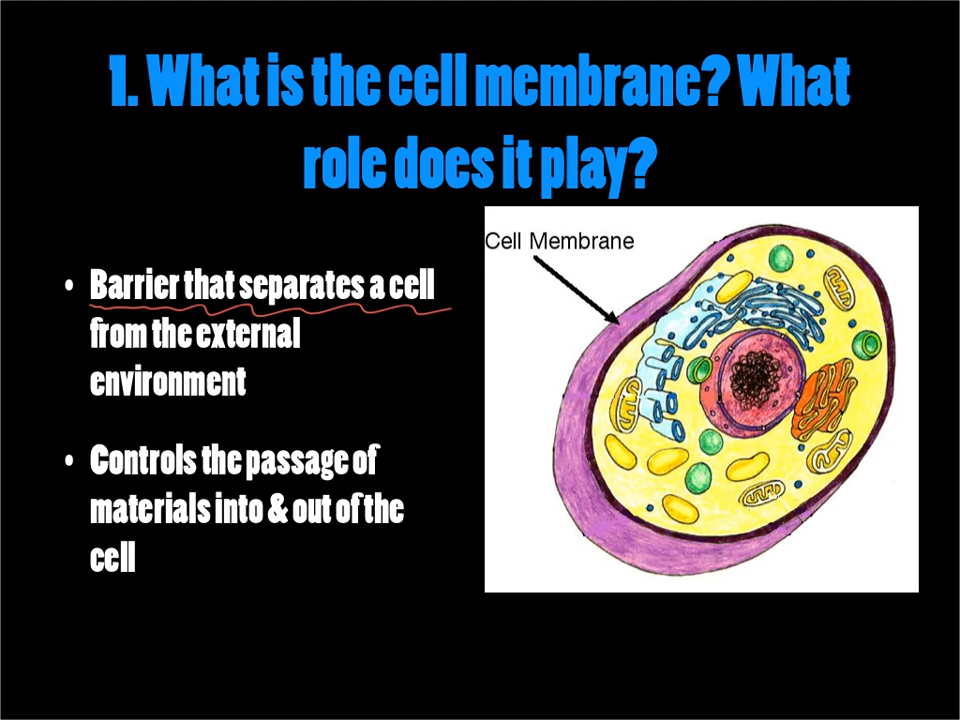 1. What is the cell membrane? What
role does it play?
Cell Membrane
• Barrier that separates a cell
from the external
environment
• Controls the passage of
materials into & out of the
cell